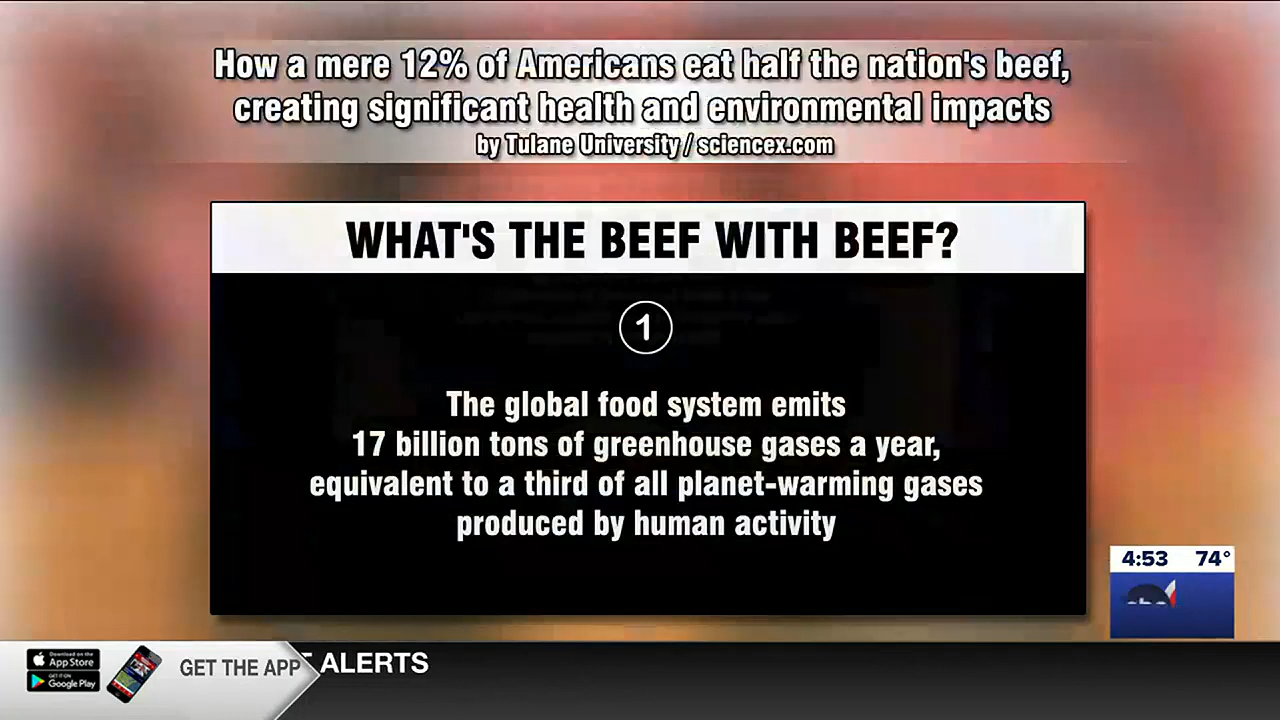 How a mere 12% of Americans eat half the nation's beef,
creating significant health and environmental impacts
by Tulane University / sciencex.com
WHAT'S THE BEEF WITH BEEF?
1
The global food system emits
17 billion tons of greenhouse gases a year,
equivalent to a third of all planet-warming gases
produced by human activity
4:53 74°
Download on the
App Store
GET IT ON
Google Play
GET THE APP
ALERTS